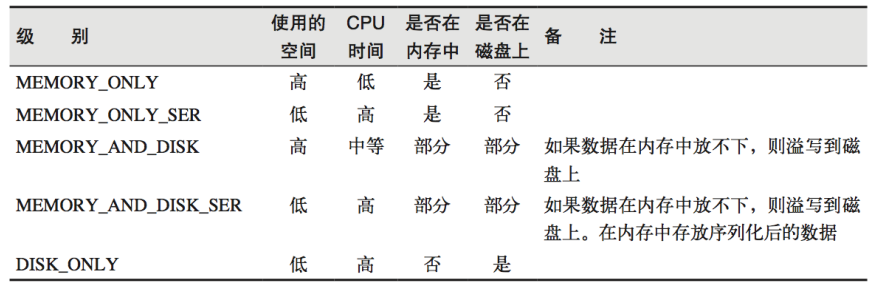 级 别 使用的空间 CPU时间 是否在内存中 是否在磁盘上 备 注
MEMORY_ONLY 高 低 是 否
MEMORY_ONLY_SER 低 高 是 否
MEMORY_AND_DISK 高 中等 部分 部分 如果数据在内存中放不下，则溢写到磁
盘上
MEMORY_AND_DISK_SER 低 高 部分 部分 如果数据在内存中放不下，则溢写到磁
盘上。在内存中存放序列化后的数据
DISK_ONLY 低 高 否 是